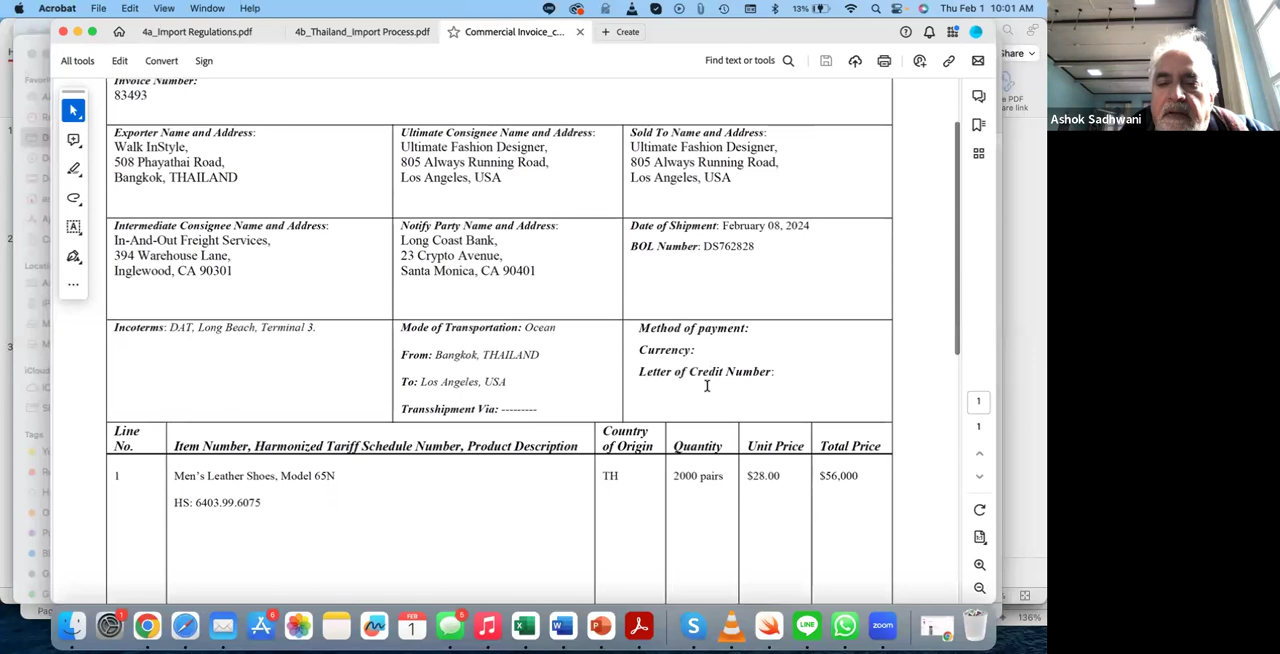 Acrobat File Edit View Window Help
13% Thu Feb 1 10:01 AM
4a_Import Regulations.pdf 4b_Thailand_Import Process.pdf Commercial Invoice_c... Create
All tools Edit Convert Sign Find text or tools
Invoice Number:
83493
Exporter Name and Address:
Walk InStyle,
508 Phayathai Road,
Bangkok, THAILAND
Ultimate Consignee Name and Address:
Ultimate Fashion Designer,
805 Always Running Road,
Los Angeles, USA
Sold To Name and Address:
Ultimate Fashion Designer,
805 Always Running Road,
Los Angeles, USA
Intermediate Consignee Name and Address:
In-And-Out Freight Services,
394 Warehouse Lane,
Inglewood, CA 90301
Notify Party Name and Address:
Long Coast Bank,
23 Crypto Avenue,
Santa Monica, CA 90401
Date of Shipment: February 08, 2024
BOL Number: DS762828
Incoterms: DAT, Long Beach, Terminal 3.
Mode of Transportation: Ocean
From: Bangkok, THAILAND
To: Los Angeles, USA
Transshipment Via: ---------
Method of payment:
Currency:
Letter of Credit Number:
Line
No.
Item Number, Harmonized Tariff Schedule Number, Product Description
Country
of Origin
Quantity
Unit Price
Total Price
1 Men's Leather Shoes, Model 65N TH 2000 pairs $28.00 $56,000
HS: 6403.99.6075
1
1
Share
e PDF
are link
136%
Ashok Sadhwani
FEB
1
zoom